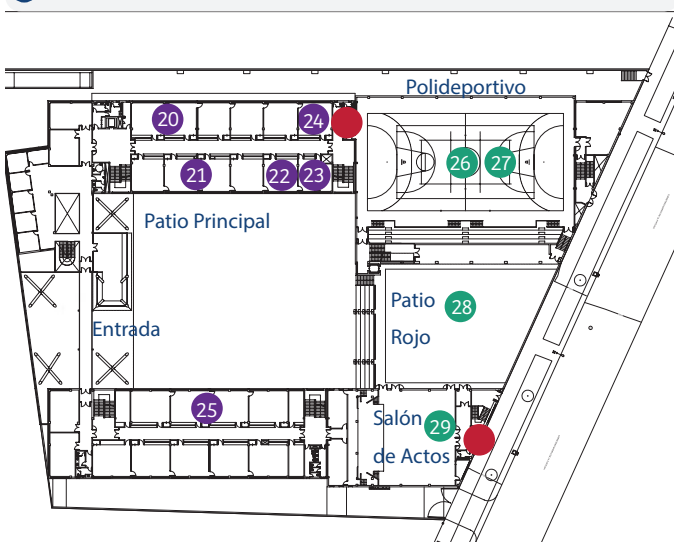 Polideportivo
20
24
26
27
21
22
23
Patio Principal
Patio
Rojo
28
Entrada
25
Salón
de Actos
29